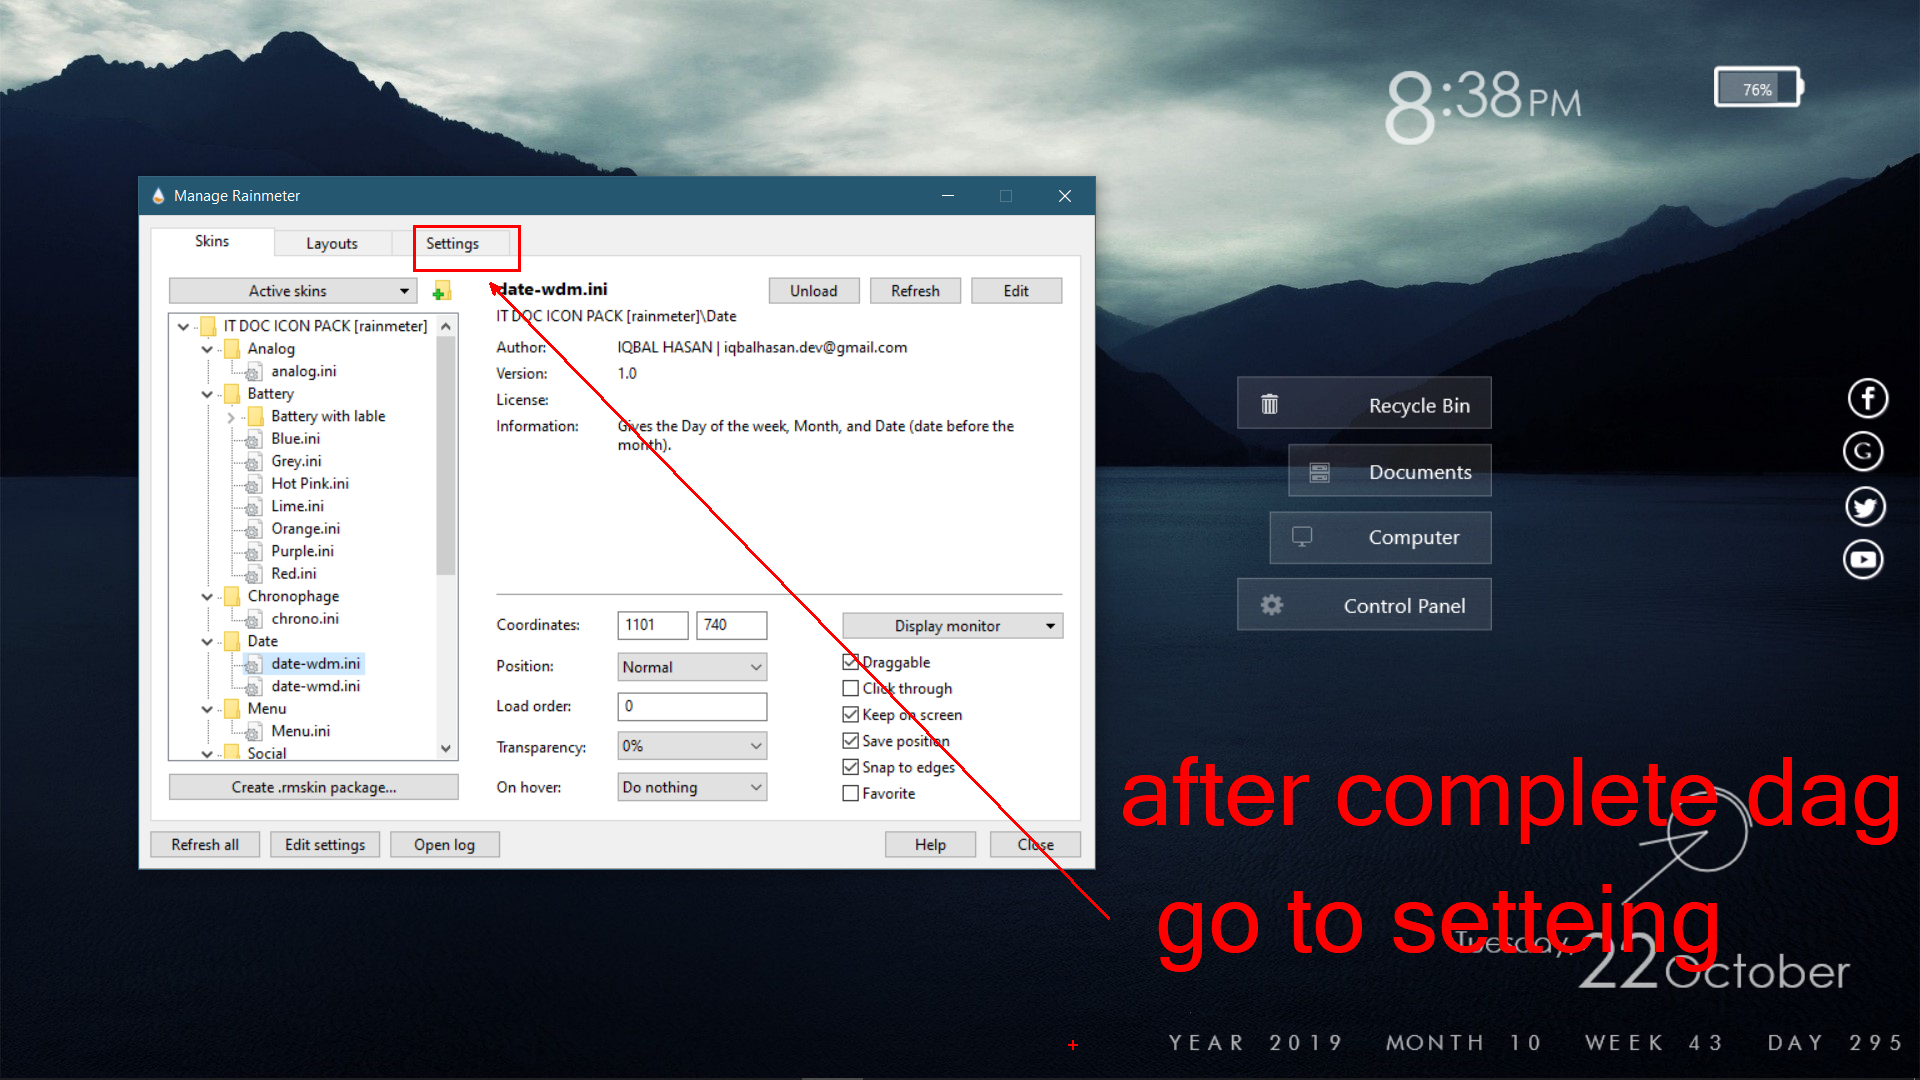 8:38PM
76%
Manage Rainmeter
Skins
Layouts
Settings
Active skins
date-wdm.ini
Unload
Refresh
Edit
IT DOC ICON PACK [rainmeter]\Date
Author:
IQBAL HASAN | iqbalhasan.dev@gmail.com
Version:
1.0
License:
Information:
Gives the Day of the week, Month, and Date (date before the
month).
IT DOC ICON PACK [rainmeter]
Analog
analog.ini
Battery
Battery with lable
Blue.ini
Grey.ini
Hot Pink.ini
Lime.ini
Orange.ini
Purple.ini
Red.ini
Chronophage
chrono.ini
Date
date-wdm.ini
date-wmd.ini
Menu
Menu.ini
Social
Coordinates:
1101
740
Display monitor
Position:
Normal
Load order:
0
Transparency:
0%
On hover:
Do nothing
Draggable
Click through
Keep on screen
Save position
Snap to edges
Favorite
Create .rmskin package...
Refresh all
Edit settings
Open log
Help
Close
Recycle Bin
Documents
Computer
Control Panel
G
after complete dag
go to setteing
Tuesday,
22 October
YEAR 2019 MONTH 10 WEEK 43 DAY 295